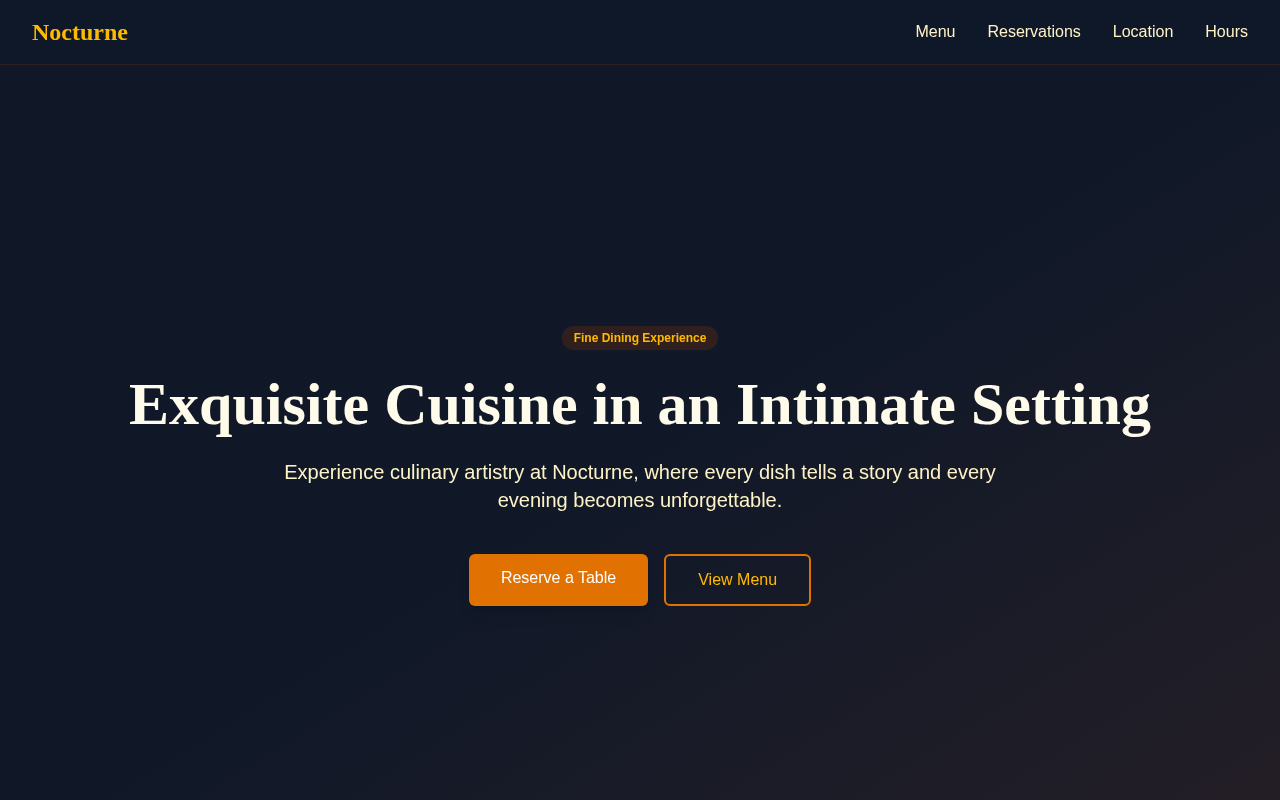 Nocturne
Menu
Reservations
Location
Hours
Fine Dining Experience
Exquisite Cuisine in an Intimate Setting
Experience culinary artistry at Nocturne, where every dish tells a story and every
evening becomes unforgettable.
Reserve a Table
View Menu